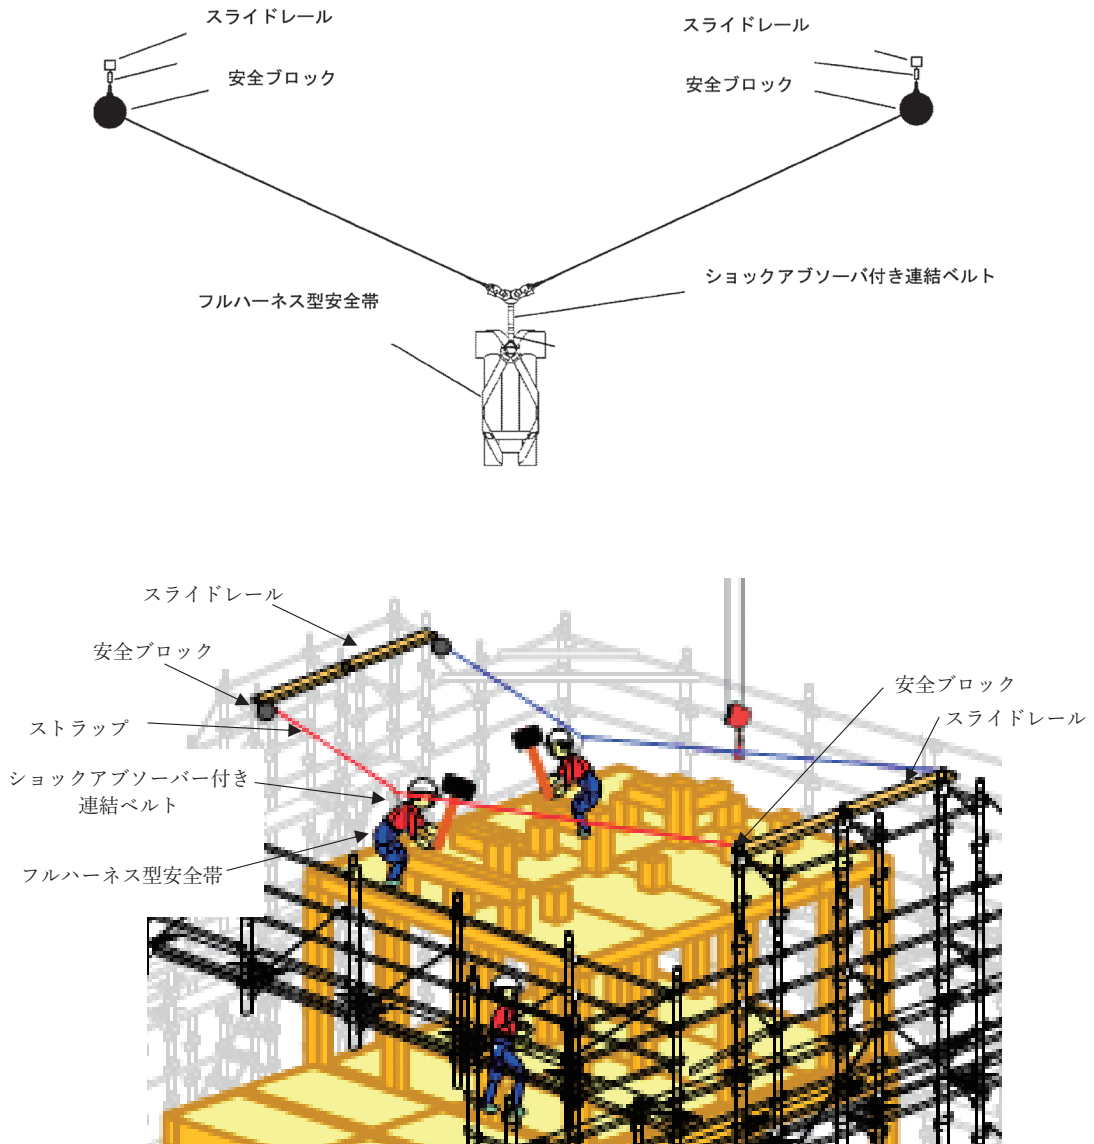 スライドレール
スライドレール
安全ブロック
安全ブロック
ショックアブソーバ付き連結ベルト
フルハーネス型安全帯
スライドレール
安全ブロック
安全ブロック
スライドレール
ストラップ
ショックアブソーバー付き
連結ベルト
フルハーネス型安全帯